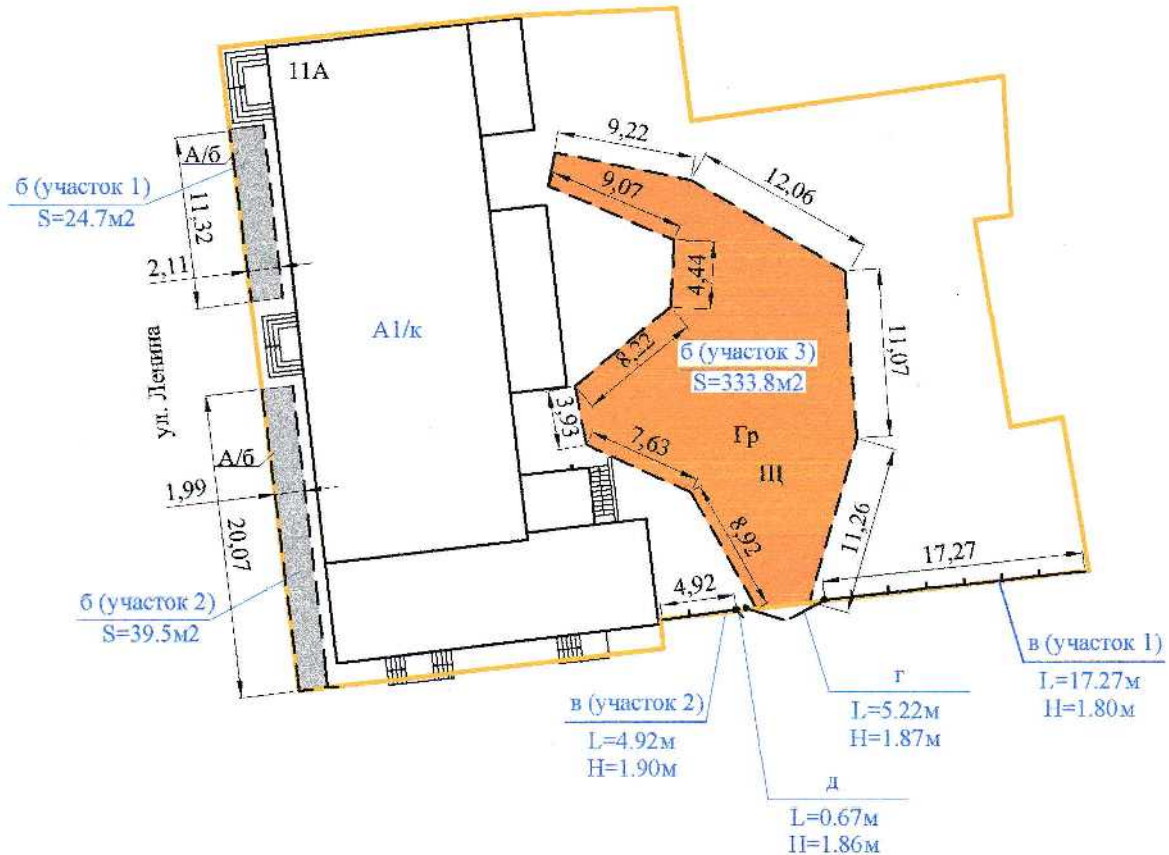 11А
А/б
б (участок 1)
S=24.7м2
11,32
2,11
ул. Ленина
А1/к
9,22
9,07
12,06
4,44
8,22
б (участок 3)
S=333.8м2
11,07
3,93
7,63
Гр
Щ
А/б
1,99
20,07
8,92
11,26
17,27
4,92
б (участок 2)
S=39.5м2
в (участок 1)
L=17.27м
H=1.80м
г
L=5.22м
H=1.87м
в (участок 2)
L=4.92м
H=1.90м
д
L=0.67м
H=1.86м